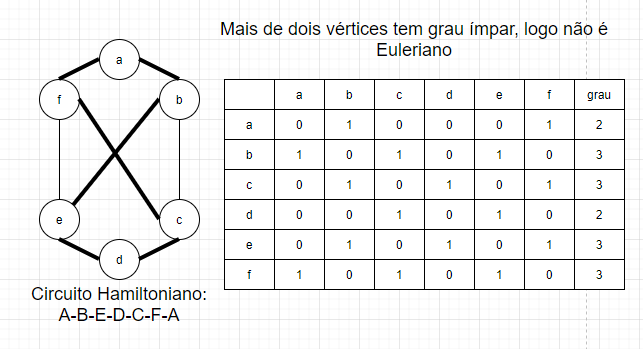 Mais de dois vértices tem grau ímpar, logo não é
Euleriano
a
f
b
e
c
d
a b c d e f grau
a 0 1 0 0 0 1 2
b 1 0 1 0 1 0 3
c 0 1 0 1 0 1 3
d 0 0 1 0 1 0 2
e 0 1 0 1 0 1 3
f 1 0 1 0 1 0 3
Circuito Hamiltoniano:
A-B-E-D-C-F-A